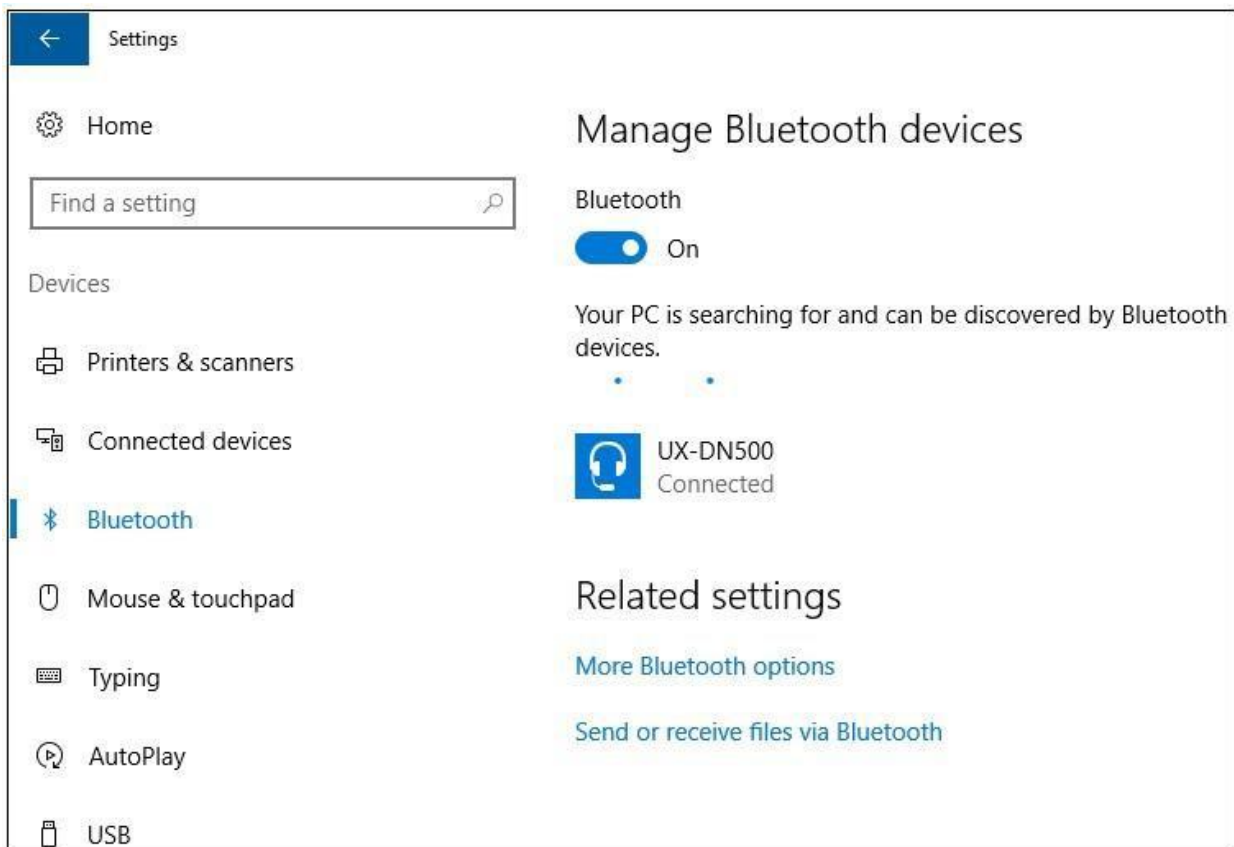 Settings
Home
Find a setting
Devices
Printers & scanners
Connected devices
Bluetooth
Mouse & touchpad
Typing
AutoPlay
USB
Manage Bluetooth devices
Bluetooth
On
Your PC is searching for and can be discovered by Bluetooth
devices.
UX-DN500
Connected
Related settings
More Bluetooth options
Send or receive files via Bluetooth